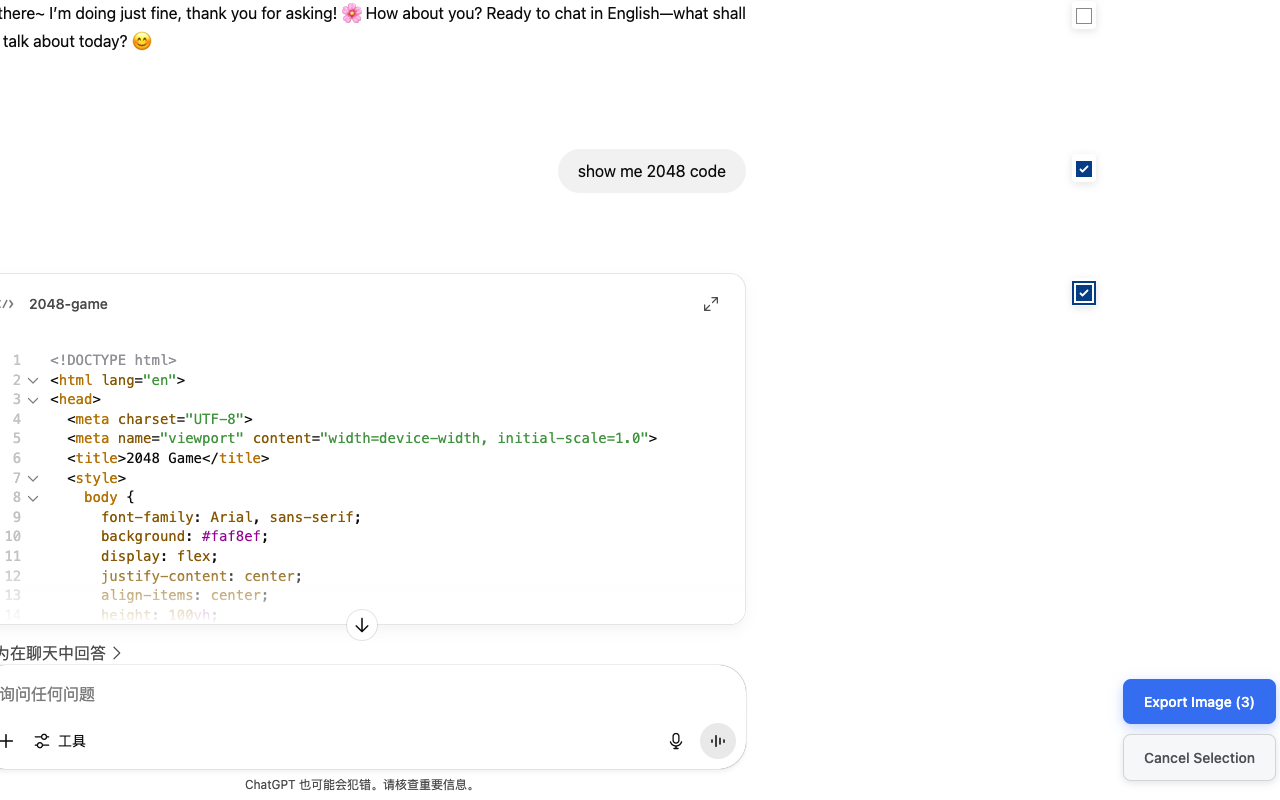 there~ I’m doing just fine, thank you for asking! 🌸 How about you? Ready to chat in English—what shall
talk about today? 😊
show me 2048 code
2048-game
1 <!DOCTYPE html>
2 <html lang="en">
3 <head>
4 <meta charset="UTF-8">
5 <meta name="viewport" content="width=device-width, initial-scale=1.0">
6 <title>2048 Game</title>
7 <style>
8 body {
9 font-family: Arial, sans-serif;
10 background: #faf8ef;
11 display: flex;
12 justify-content: center;
13 align-items: center;
14 height: 100vh;
为在聊天中回答
询问任何问题
工具
ChatGPT 也可能会犯错。请核查重要信息。
Export Image (3)
Cancel Selection